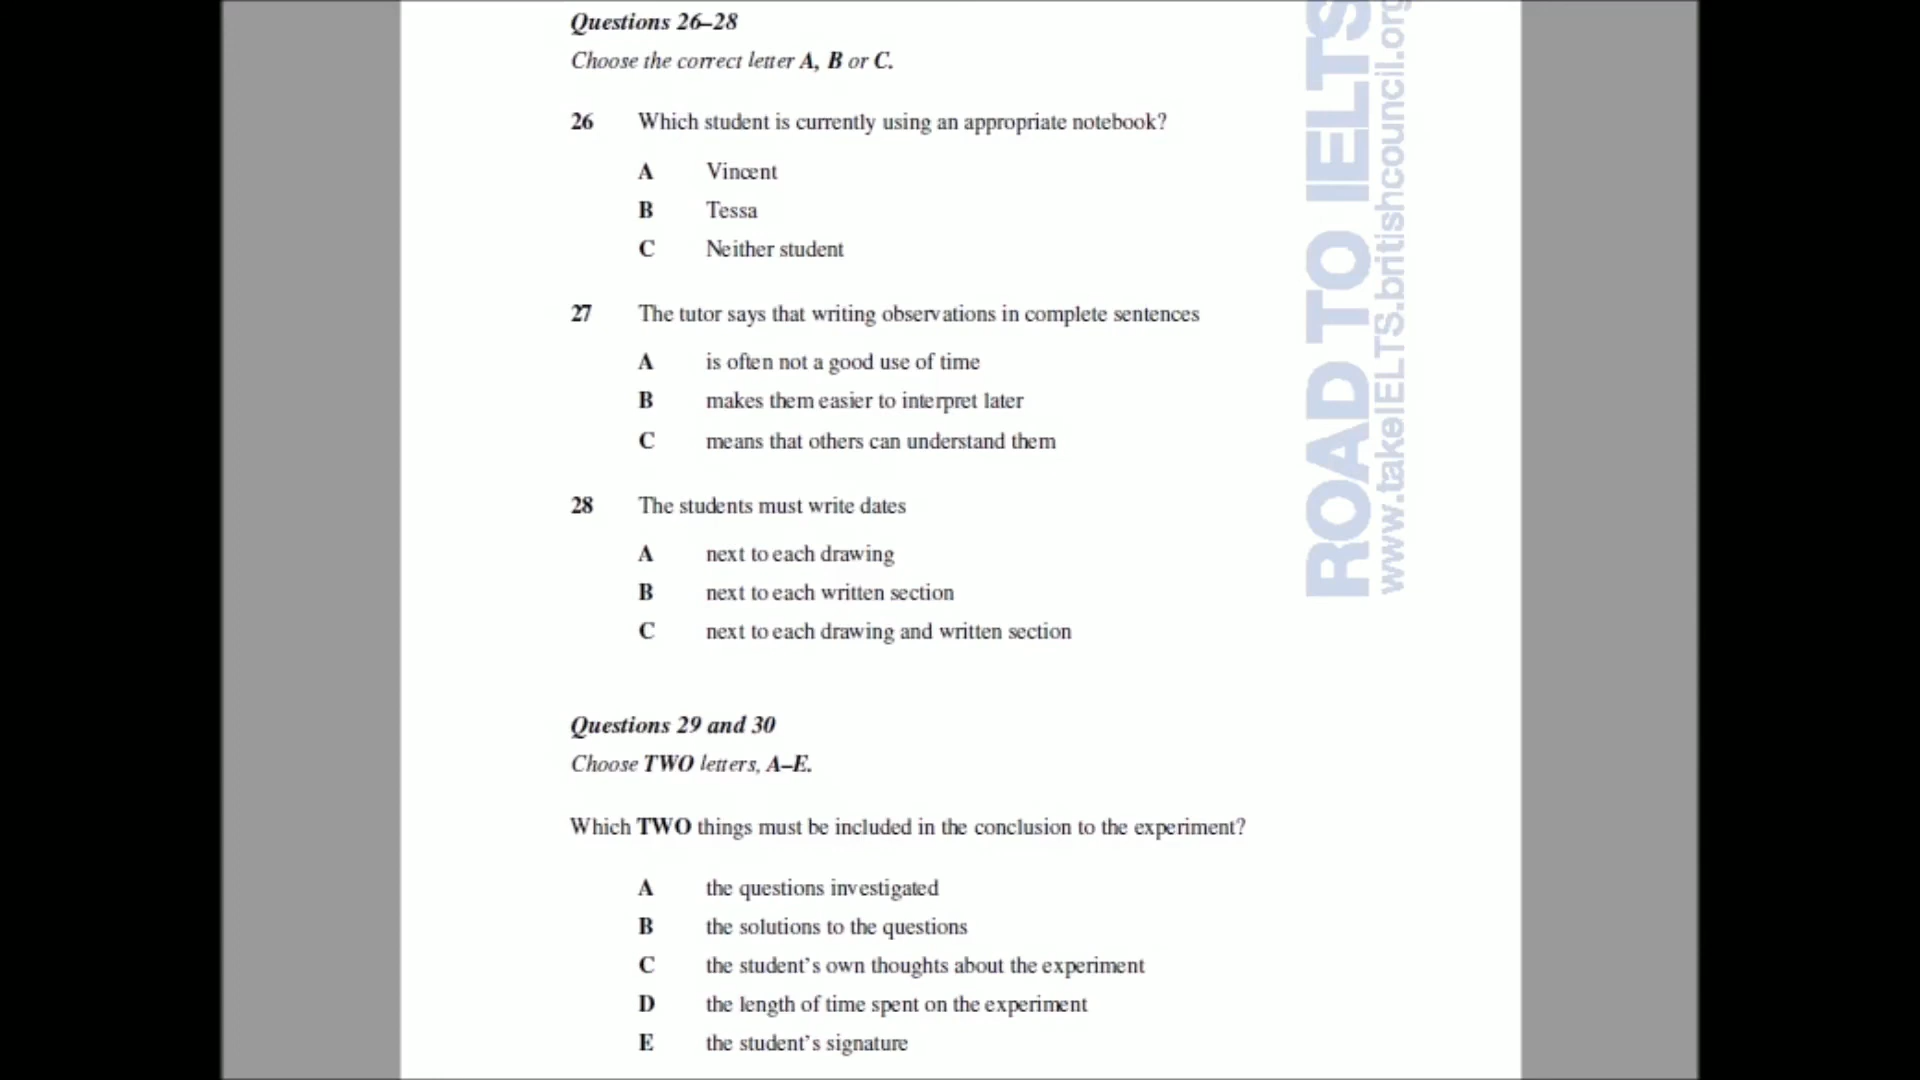 Questions 26–28
Choose the correct letter A, B or C.
26 Which student is currently using an appropriate notebook?
A Vincent
B Tessa
C Neither student
27 The tutor says that writing observations in complete sentences
A is often not a good use of time
B makes them easier to interpret later
C means that others can understand them
28 The students must write dates
A next to each drawing
B next to each written section
C next to each drawing and written section
Questions 29 and 30
Choose TWO letters, A–E.
Which TWO things must be included in the conclusion to the experiment?
A the questions investigated
B the solutions to the questions
C the student's own thoughts about the experiment
D the length of time spent on the experiment
E the student's signature
ROAD TO IELTS
www.takeIELTS.britishcouncil.org